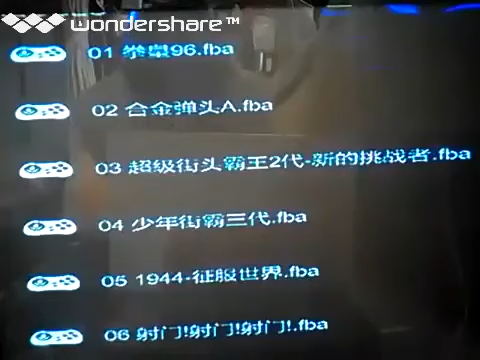 wondershare™
01 拳皇96.fba
02 合金弹头A.fba
03 超级街头霸王2代-新的挑战者.fba
04 少年街霸三代.fba
05 1944-征服世界.fba
06 射门!射门!射门!.fba